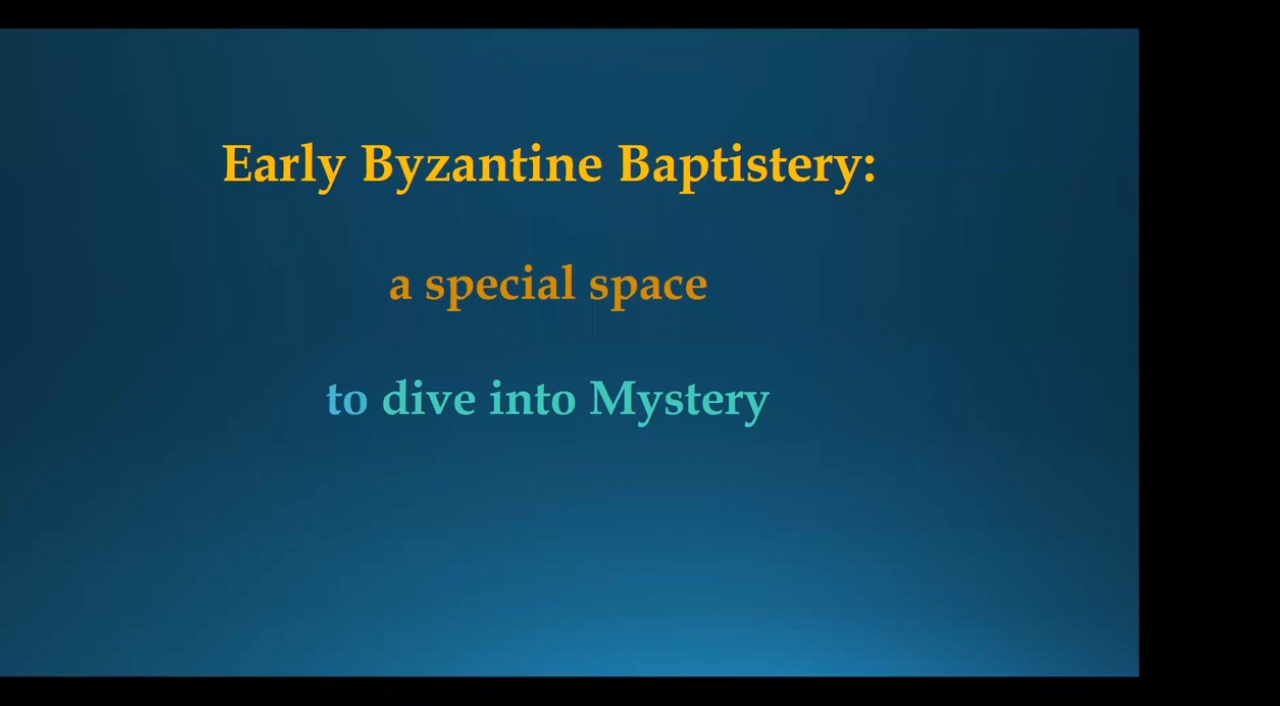 Early Byzantine Baptistery:
a special space
to dive into Mystery